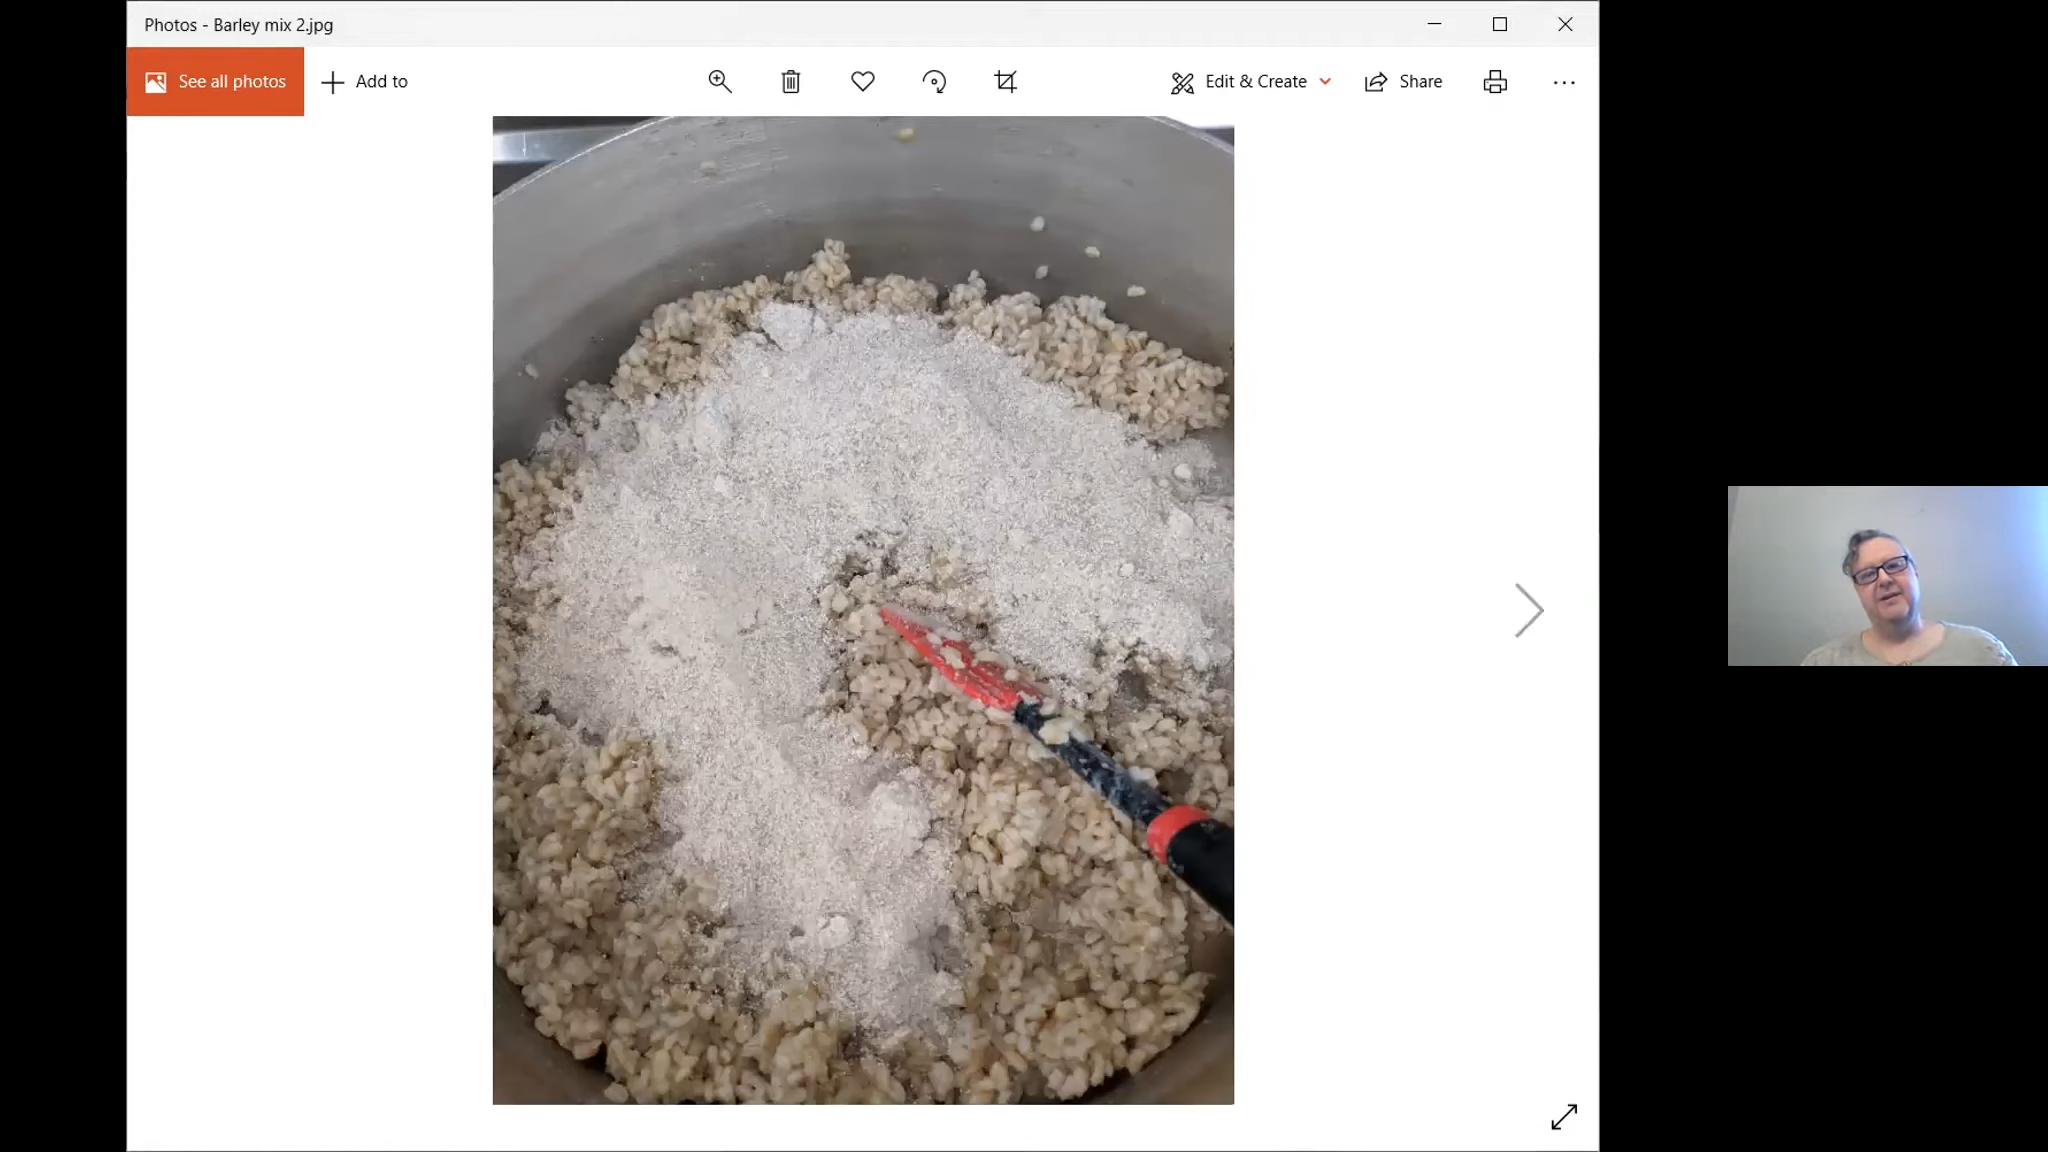 Photos - Barley mix 2.jpg
See all photos
Add to
Edit & Create
Share